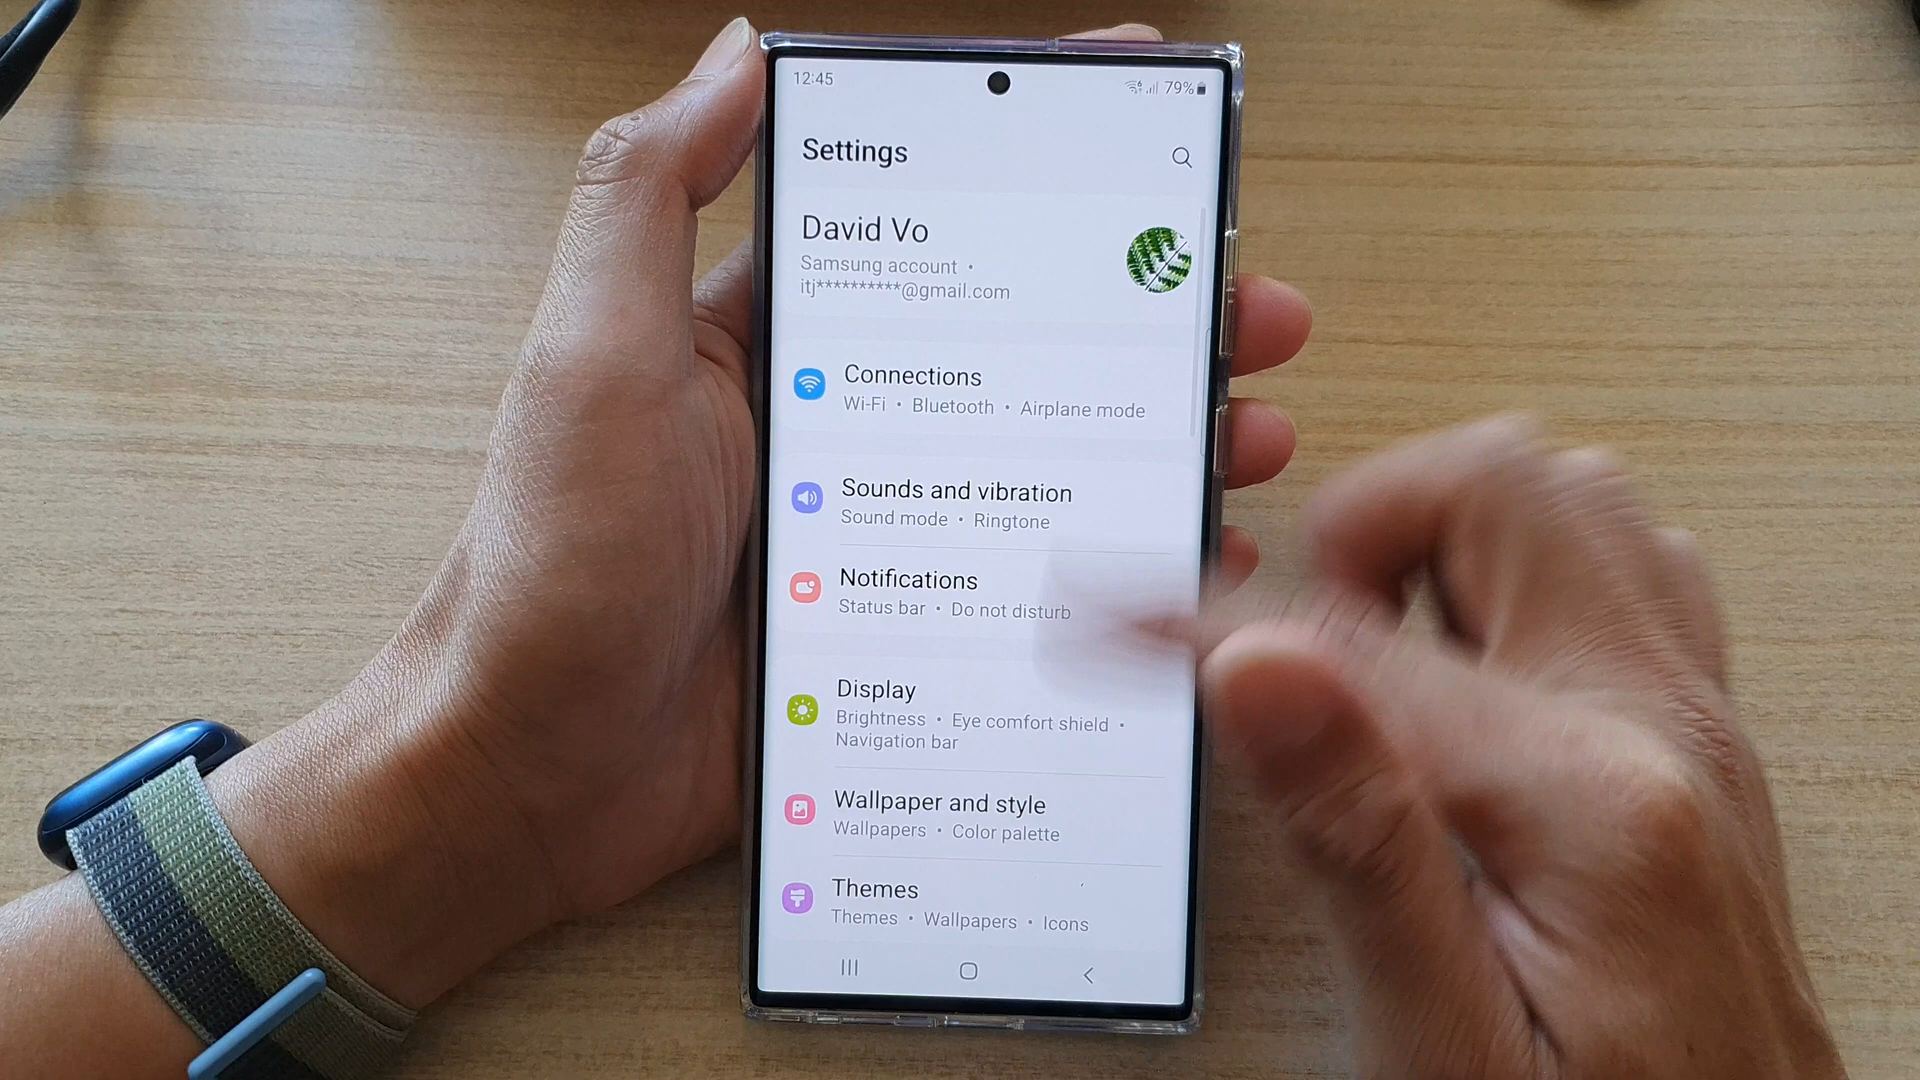 12:45
79%
Settings
David Vo
Samsung account •
itj**********@gmail.com
Connections
Wi-Fi • Bluetooth • Airplane mode
Sounds and vibration
Sound mode • Ringtone
Notifications
Status bar • Do not disturb
Display
Brightness • Eye comfort shield •
Navigation bar
Wallpaper and style
Wallpapers • Color palette
Themes
Themes • Wallpapers • Icons